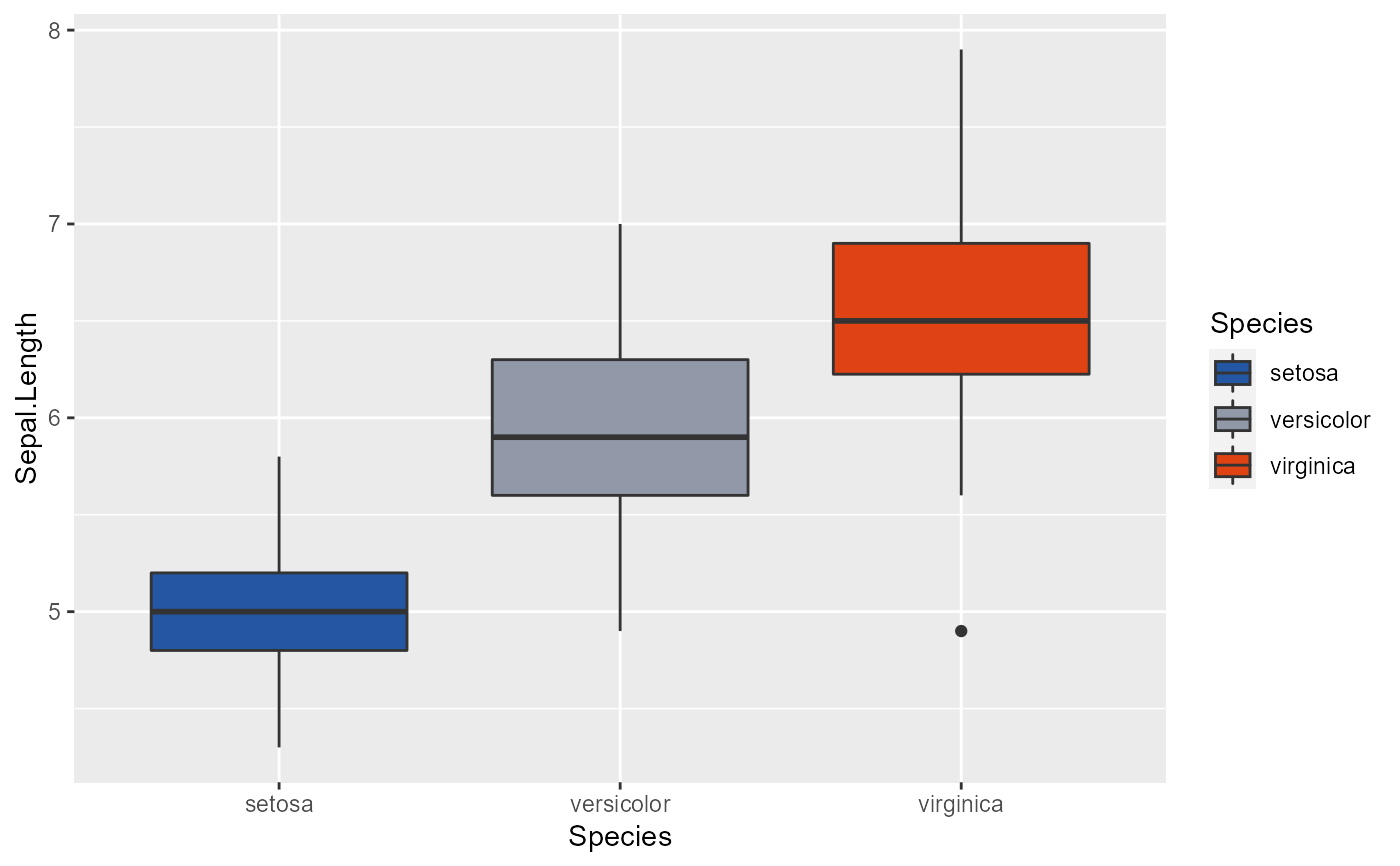 8
7
6
5
Sepal.Length
setosa
versicolor
virginica
Species
Species
setosa
versicolor
virginica